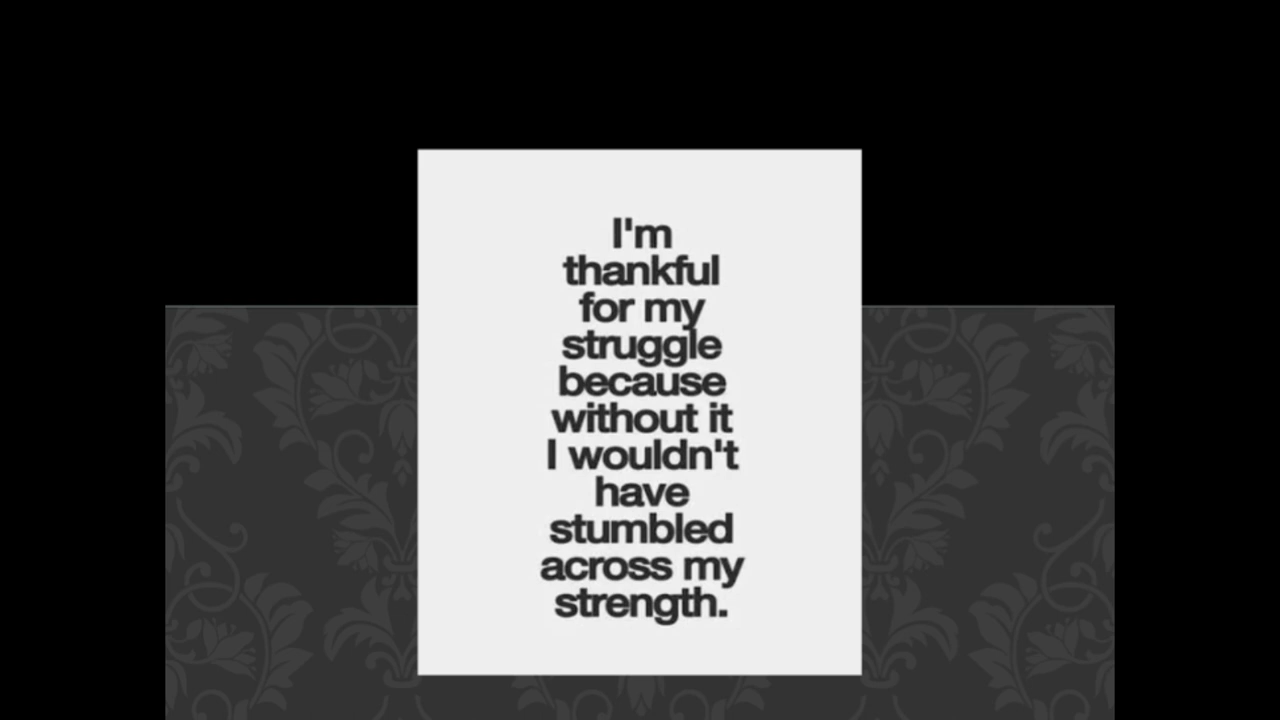 I'm
thankful
for my
struggle
because
without it
I wouldn't
have
stumbled
across my
strength.